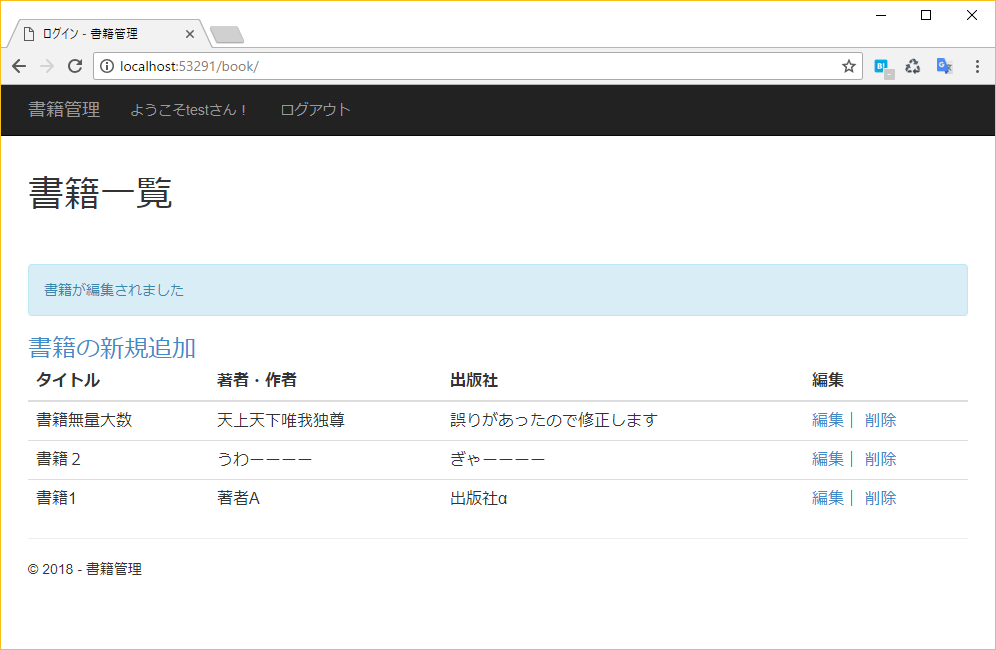 ログイン - 書籍管理
localhost:53291/book/
書籍管理 ようこそtestさん！ ログアウト
書籍一覧
書籍が編集されました
書籍の新規追加
タイトル 著者・作者 出版社 編集
書籍無量大数 天上天下唯我独尊 誤りがあったので修正します 編集 | 削除
書籍２ うわーーーー ぎゃーーーー 編集 | 削除
書籍1 著者A 出版社α 編集 | 削除
© 2018 - 書籍管理